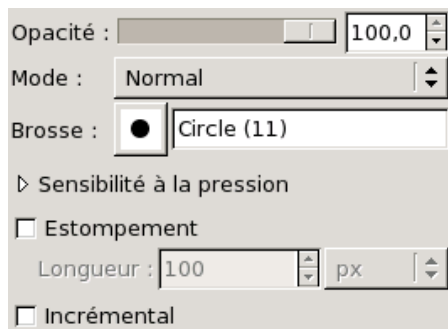 Opacité : 100,0
Mode : Normal
Brosse : Circle (11)
Sensibilité à la pression
Estompement
Longueur : 100 px
Incrémental